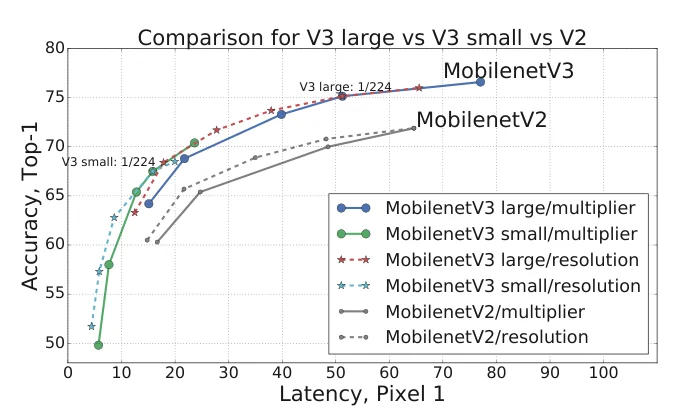 Comparison for V3 large vs V3 small vs V2
80
75
70
65
60
55
50
Accuracy, Top-1
V3 large: 1/224
MobilenetV3
MobilenetV2
V3 small: 1/224
MobilenetV3 large/multiplier
MobilenetV3 small/multiplier
MobilenetV3 large/resolution
MobilenetV3 small/resolution
MobilenetV2/multiplier
MobilenetV2/resolution
0 10 20 30 40 50 60 70 80 90 100
Latency, Pixel 1